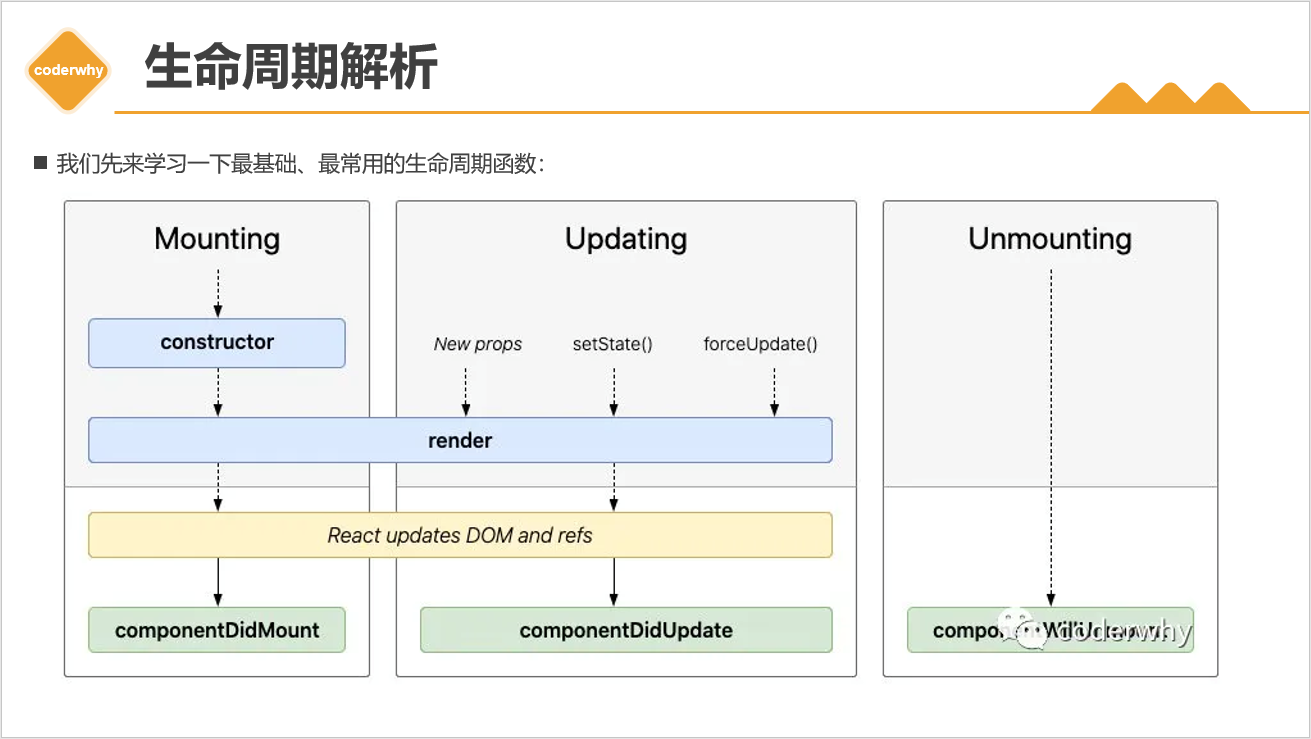 coderwhy
生命周期解析
我们先来学习一下最基础、最常用的生命周期函数：
Mounting
Updating
Unmounting
constructor
New props
setState()
forceUpdate()
render
React updates DOM and refs
componentDidMount
componentDidUpdate
coderwhy